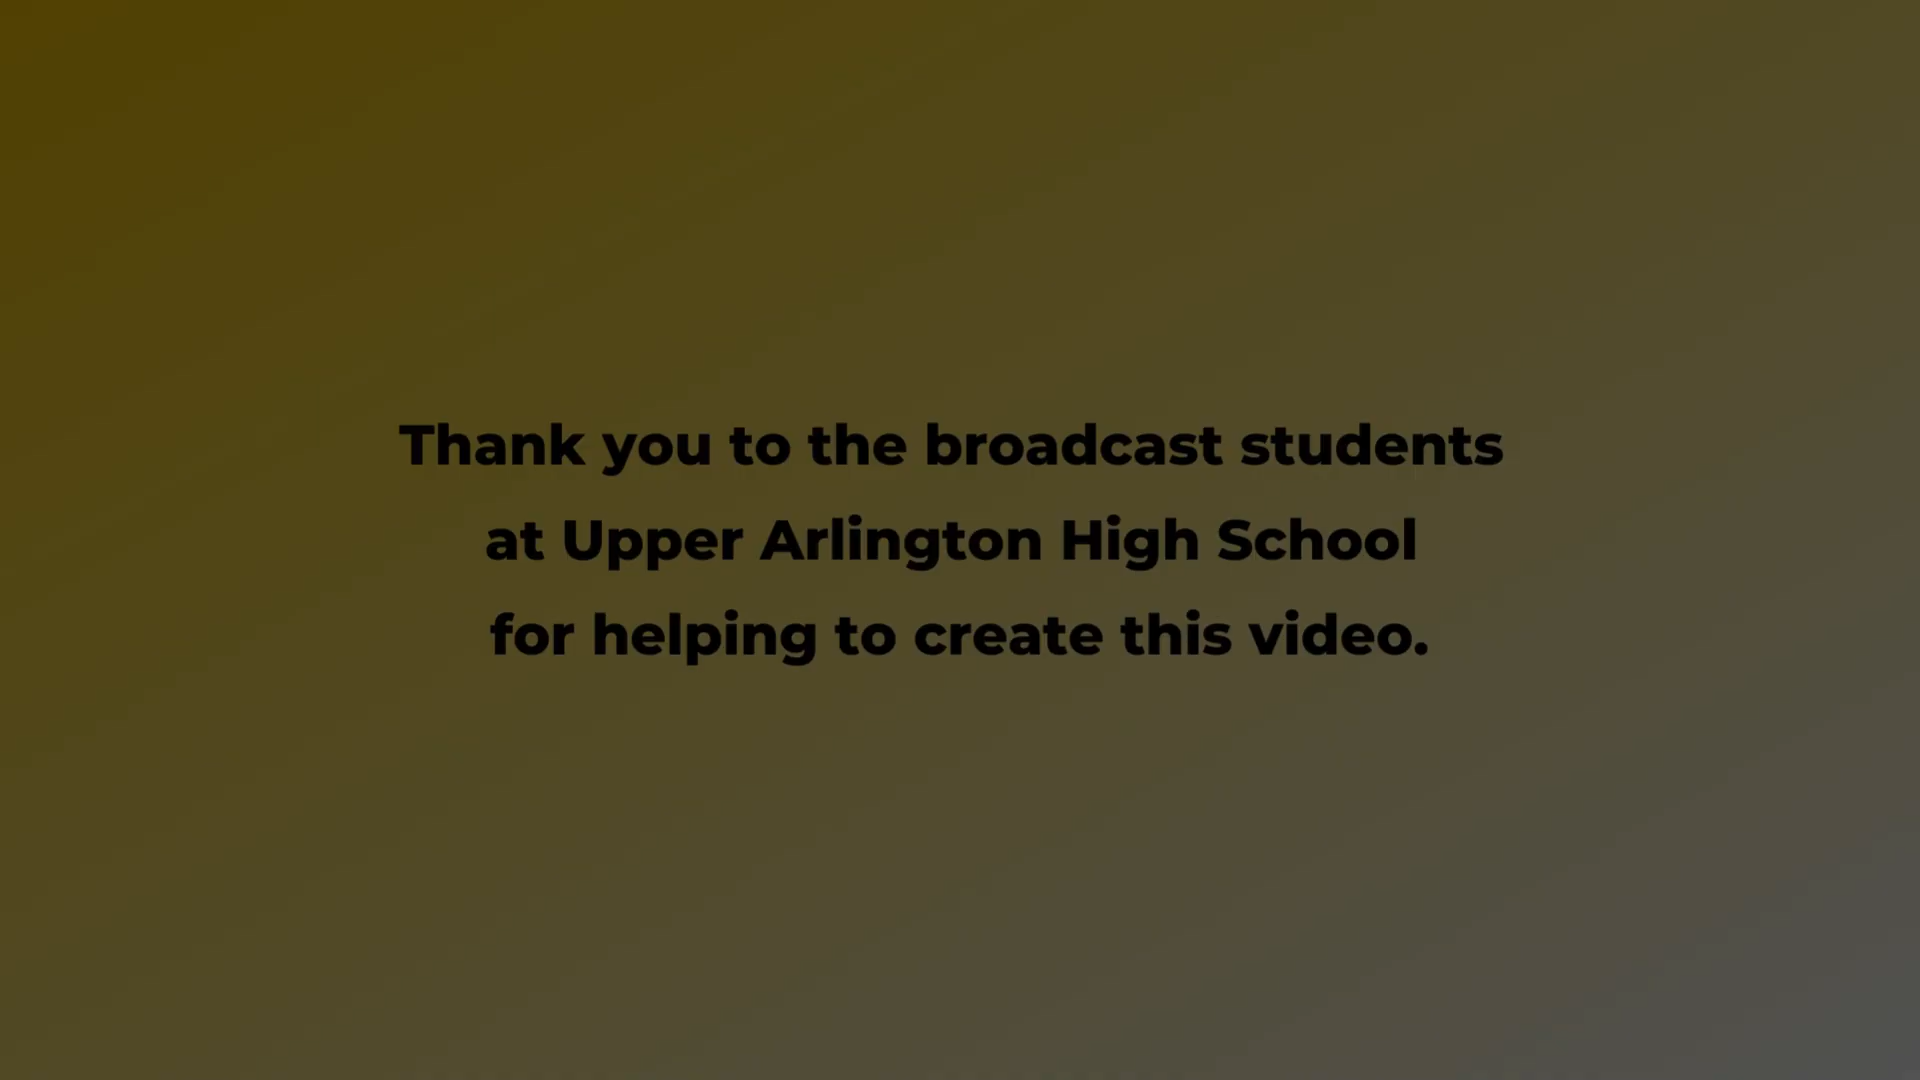 Thank you to the broadcast students
at Upper Arlington High School
for helping to create this video.